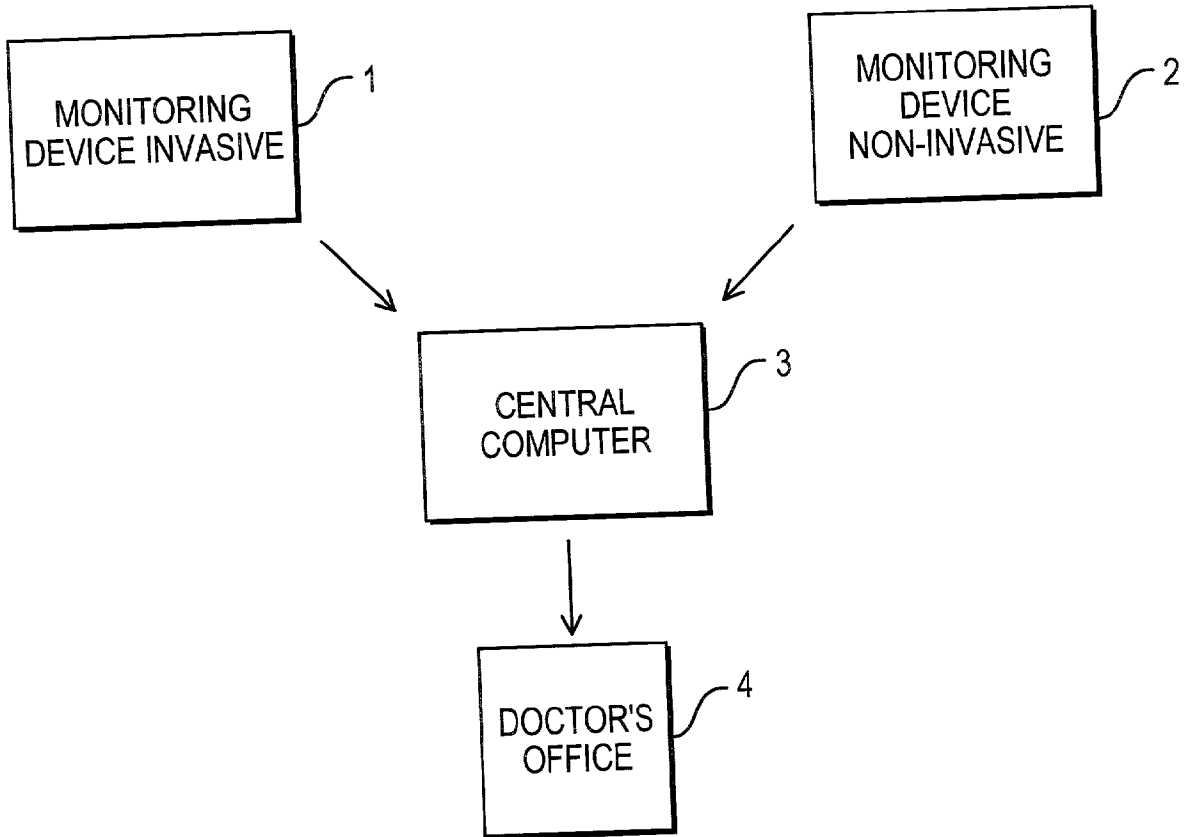 MONITORING
DEVICE INVASIVE
1
MONITORING
DEVICE
NON-INVASIVE
2
CENTRAL
COMPUTER
3
DOCTOR'S
OFFICE
4